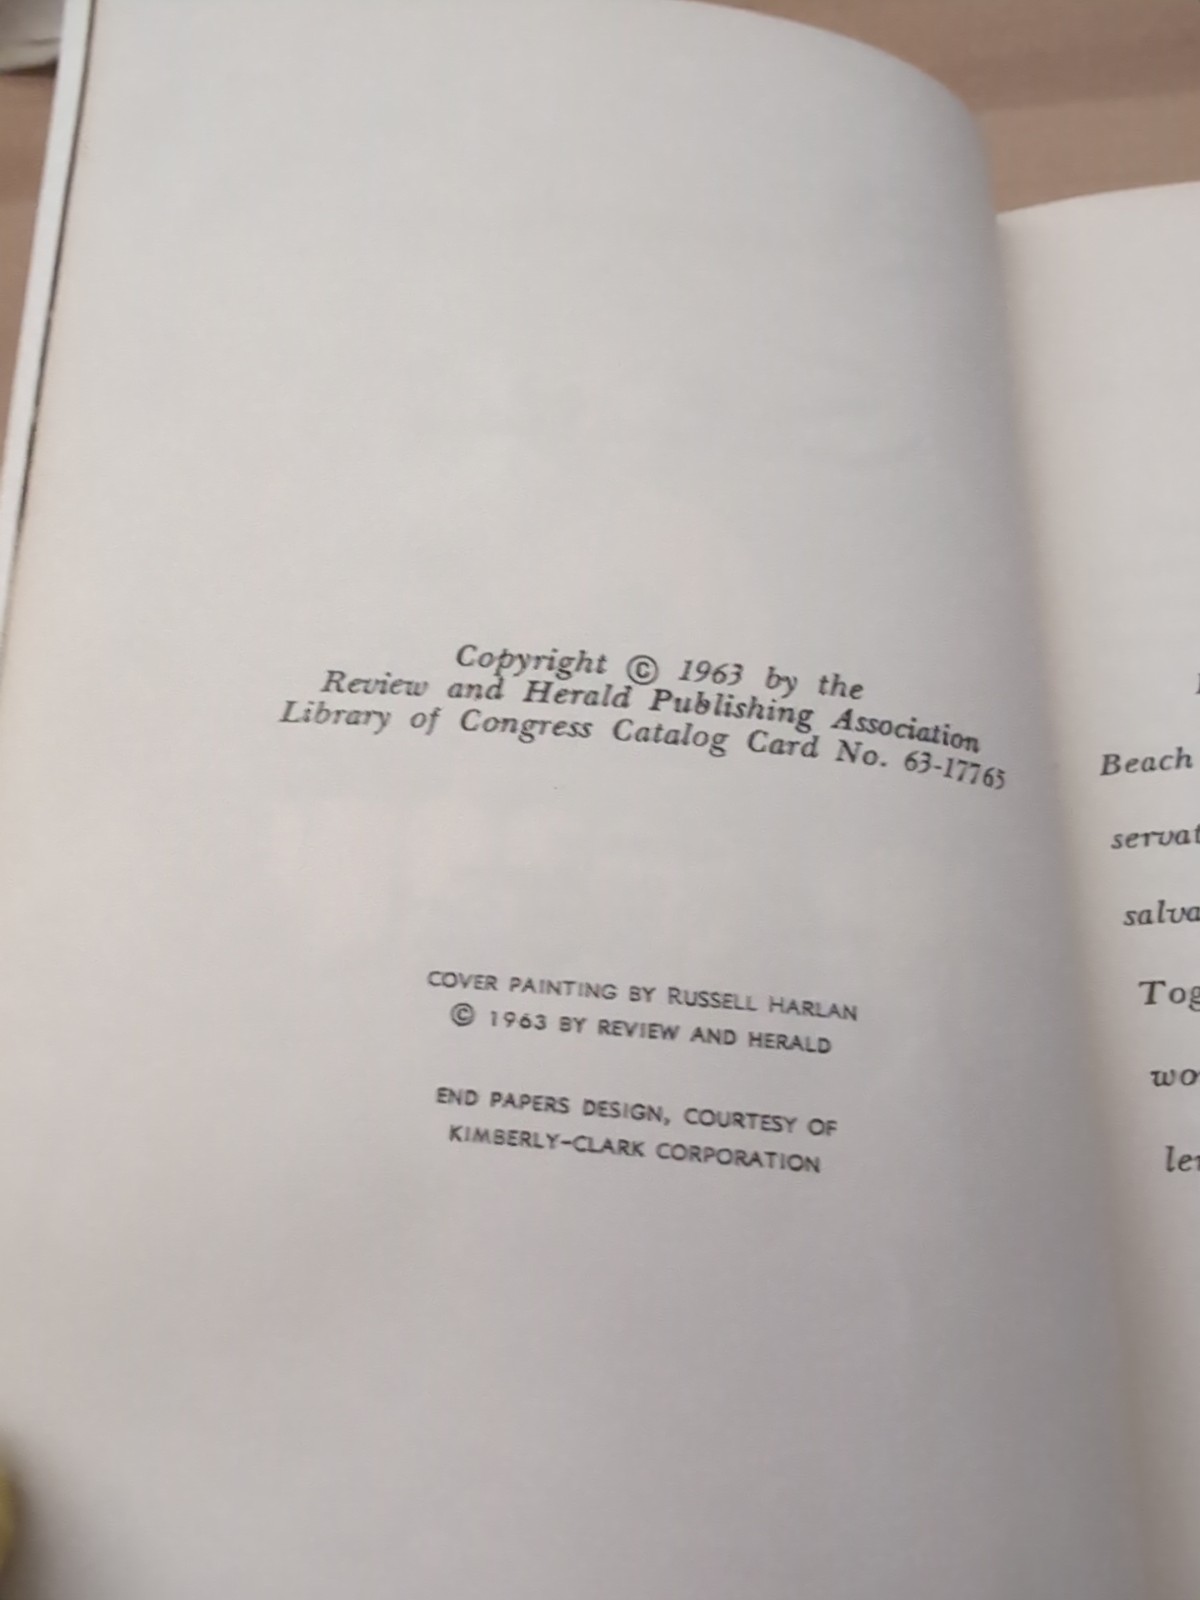 Copyright © 1963 by the
Review and Herald Publishing Association
Library of Congress Catalog Card No. 63-17765
COVER PAINTING BY RUSSELL HARLAN
© 1963 BY REVIEW AND HERALD
END PAPERS DESIGN, COURTESY OF
KIMBERLY-CLARK CORPORATION
Beach